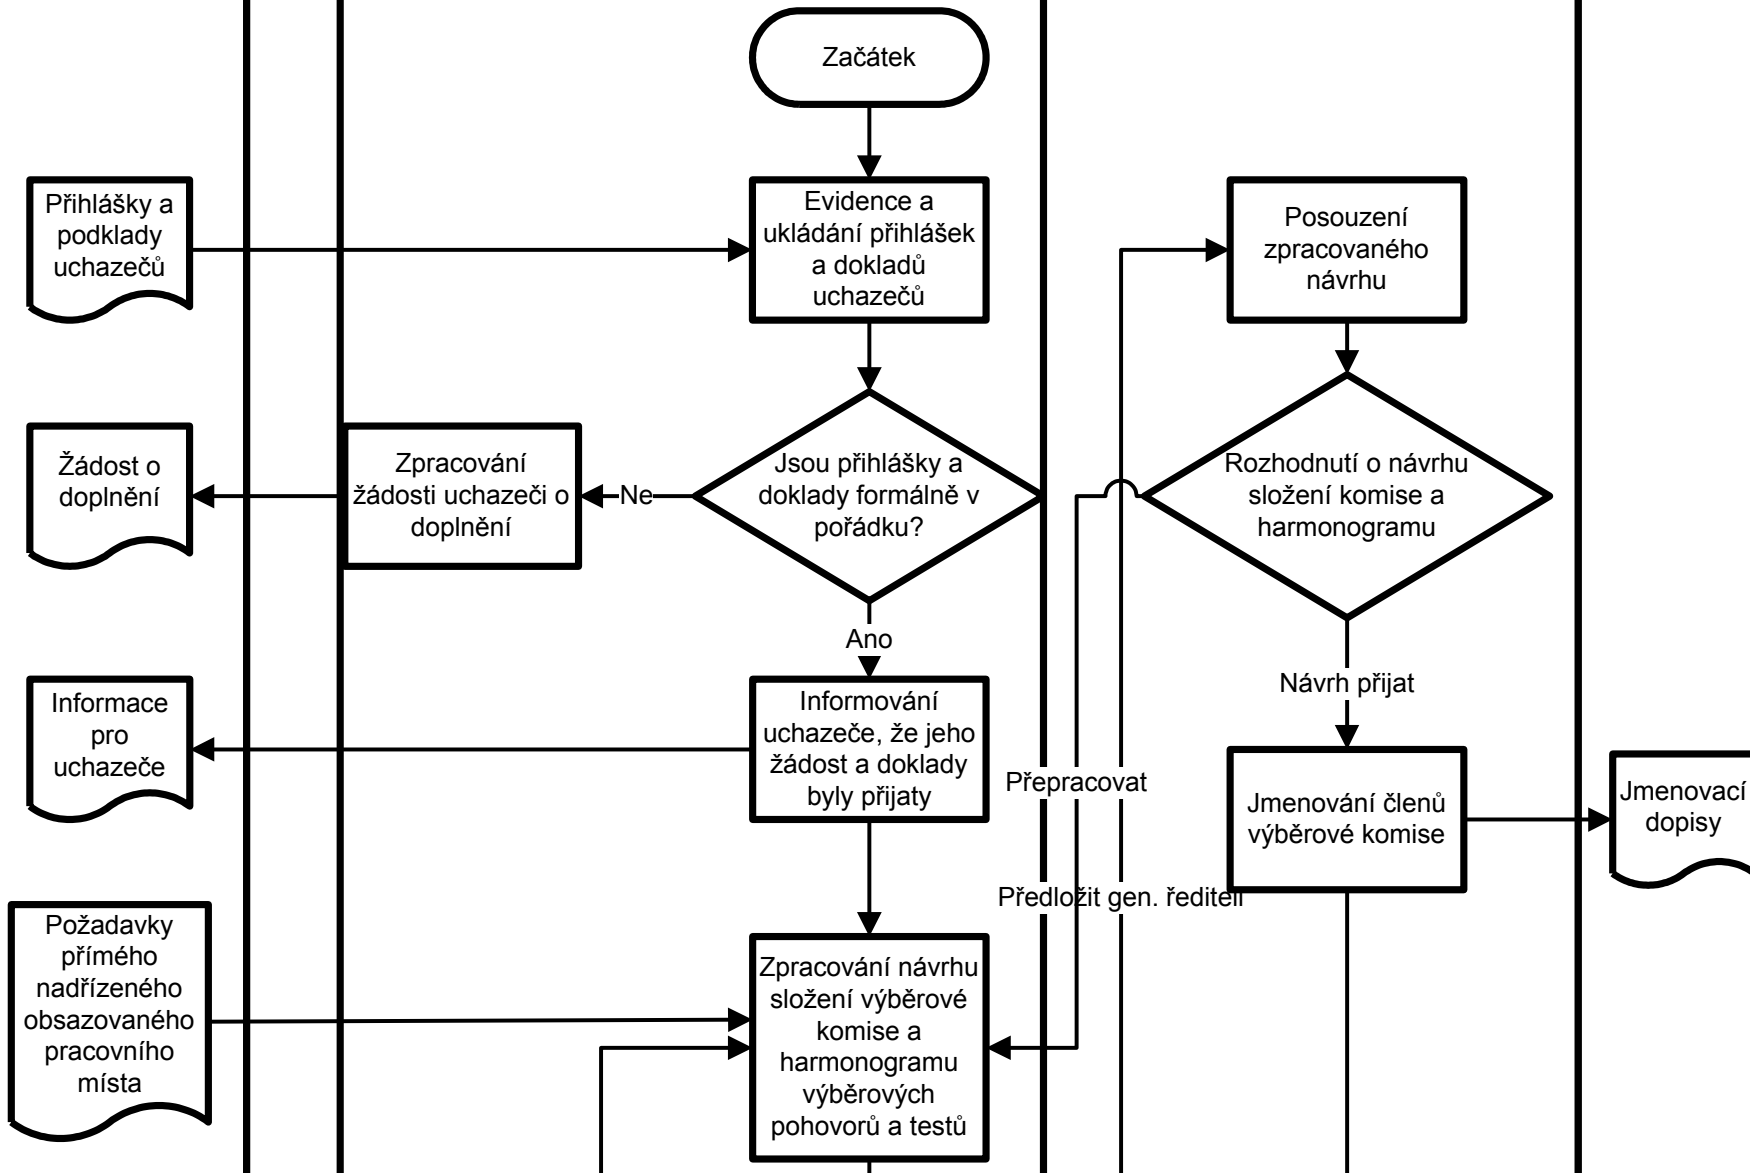 Začátek
Přihlášky a
podklady
uchazečů
Evidence a
ukládání přihlášek
a dokladů
uchazečů
Posouzení
zpracovaného
návrhu
Žádost o
doplnění
Zpracování
žádosti uchazeči o
doplnění
Ne
Jsou přihlášky a
doklady formálně v
pořádku?
Rozhodnutí o návrhu
složení komise a
harmonogramu
Ano
Návrh přijat
Informace
pro
uchazeče
Informování
uchazeče, že jeho
žádost a doklady
byly přijaty
Přepracovat
Jmenování členů
výběrové komise
Jmenovací
dopisy
Předložit gen. řediteli
Požadavky
přímého
nadřízeného
obsazovaného
pracovního
místa
Zpracování návrhu
složení výběrové
komise a
harmonogramu
výběrových
pohovorů a testů